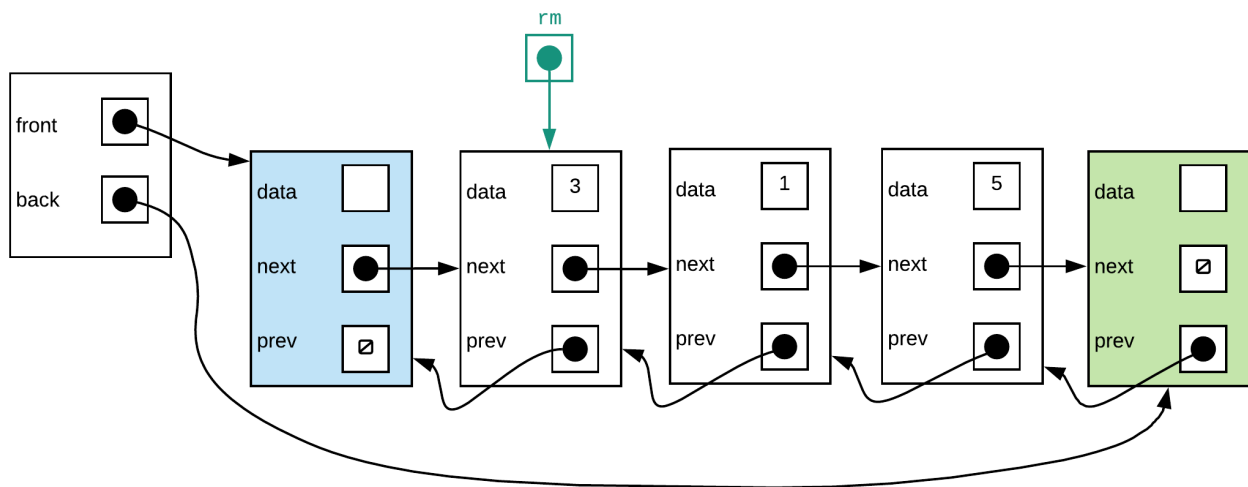 rm
front
back
data
next
prev
data 3
next
prev
data 1
next
prev
data 5
next
prev
data
next
prev